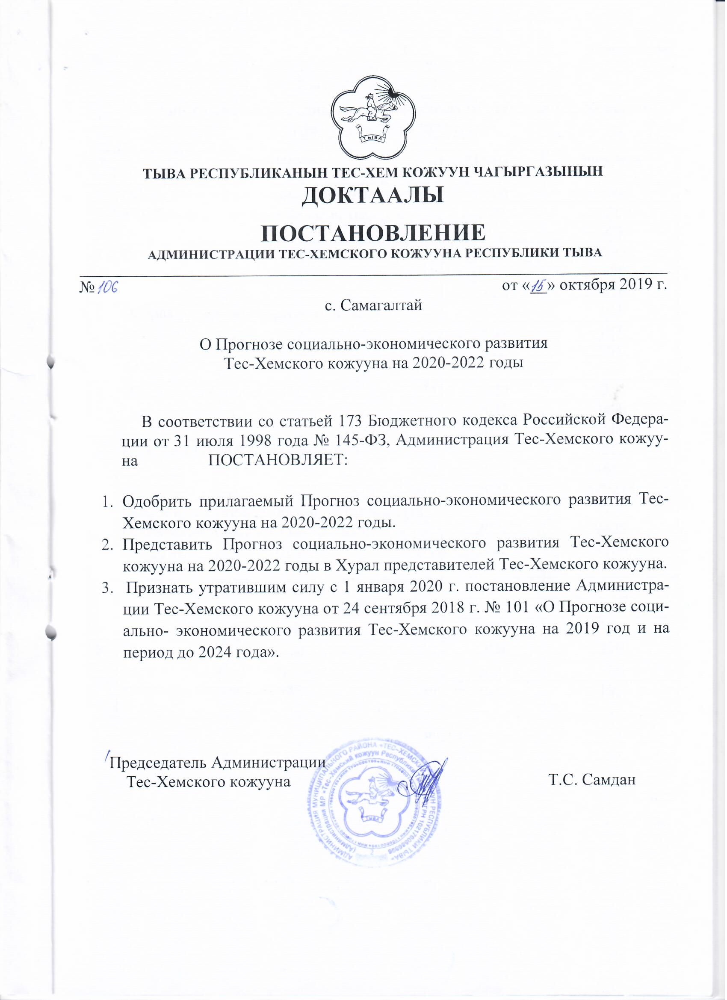 ТЫВА
ТЫВА РЕСПУБЛИКАНЫН ТЕС-ХЕМ КОЖУУН ЧАГЫРГАЗЫНЫН
ДОКТААЛЫ
ПОСТАНОВЛЕНИЕ
АДМИНИСТРАЦИИ ТЕС-ХЕМСКОГО КОЖУУНА РЕСПУБЛИКИ ТЫВА
№ 106 от «15» октября 2019 г.
с. Самагалтай
О Прогнозе социально-экономического развития
Тес-Хемского кожууна на 2020-2022 годы
В соответствии со статьей 173 Бюджетного кодекса Российской Федера-
ции от 31 июля 1998 года № 145-ФЗ, Администрация Тес-Хемского кожуу-
на ПОСТАНОВЛЯЕТ:
1. Одобрить прилагаемый Прогноз социально-экономического развития Тес-
Хемского кожууна на 2020-2022 годы.
2. Представить Прогноз социально-экономического развития Тес-Хемского
кожууна на 2020-2022 годы в Хурал представителей Тес-Хемского кожууна.
3. Признать утратившим силу с 1 января 2020 г. постановление Администра-
ции Тес-Хемского кожууна от 24 сентября 2018 г. № 101 «О Прогнозе соци-
ально- экономического развития Тес-Хемского кожууна на 2019 год и на
период до 2024 года».
Председатель Администрации
Тес-Хемского кожууна
Т.С. Самдан
АДМИНИСТРАЦИЯ МУНИЦИПАЛЬНОГО РАЙОНА «ТЕС-ХЕМСКИЙ КОЖУУН РЕСПУБЛИКИ ТЫВА»
(Администрация МР «Тес-Хемский кожуун Республики
ТЫВА
2